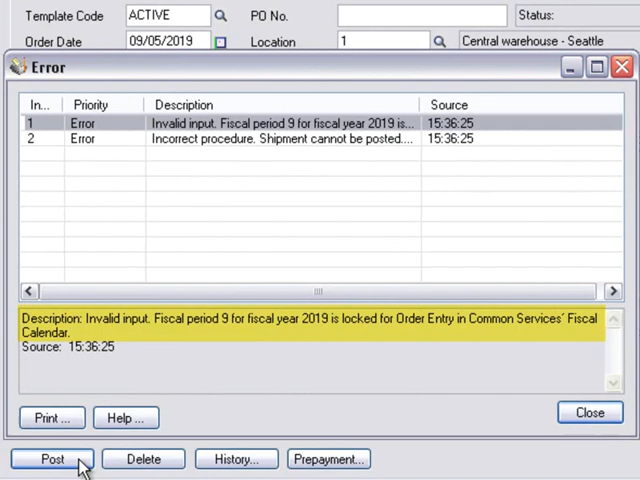 Template Code ACTIVE PO No. Status:
Order Date 09/05/2019 Location 1 Central warehouse - Seattle
Error
In... Priority Description Source
1 Error Invalid input. Fiscal period 9 for fiscal year 2019 is... 15:36:25
2 Error Incorrect procedure. Shipment cannot be posted.... 15:36:25
Description: Invalid input. Fiscal period 9 for fiscal year 2019 is locked for Order Entry in Common Services' Fiscal
Calendar.
Source: 15:36:25
Print ... Help ... Close
Post Delete History... Prepayment...